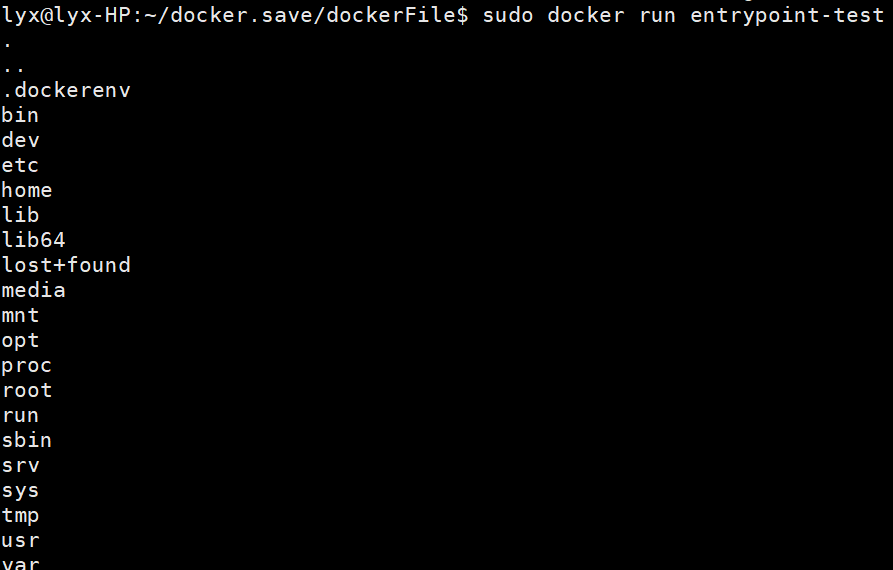 lyx@lyx-HP:~/docker.save/dockerFile$ sudo docker run entrypoint-test
.
..
.dockerenv
bin
dev
etc
home
lib
lib64
lost+found
media
mnt
opt
proc
root
run
sbin
srv
sys
tmp
usr
var